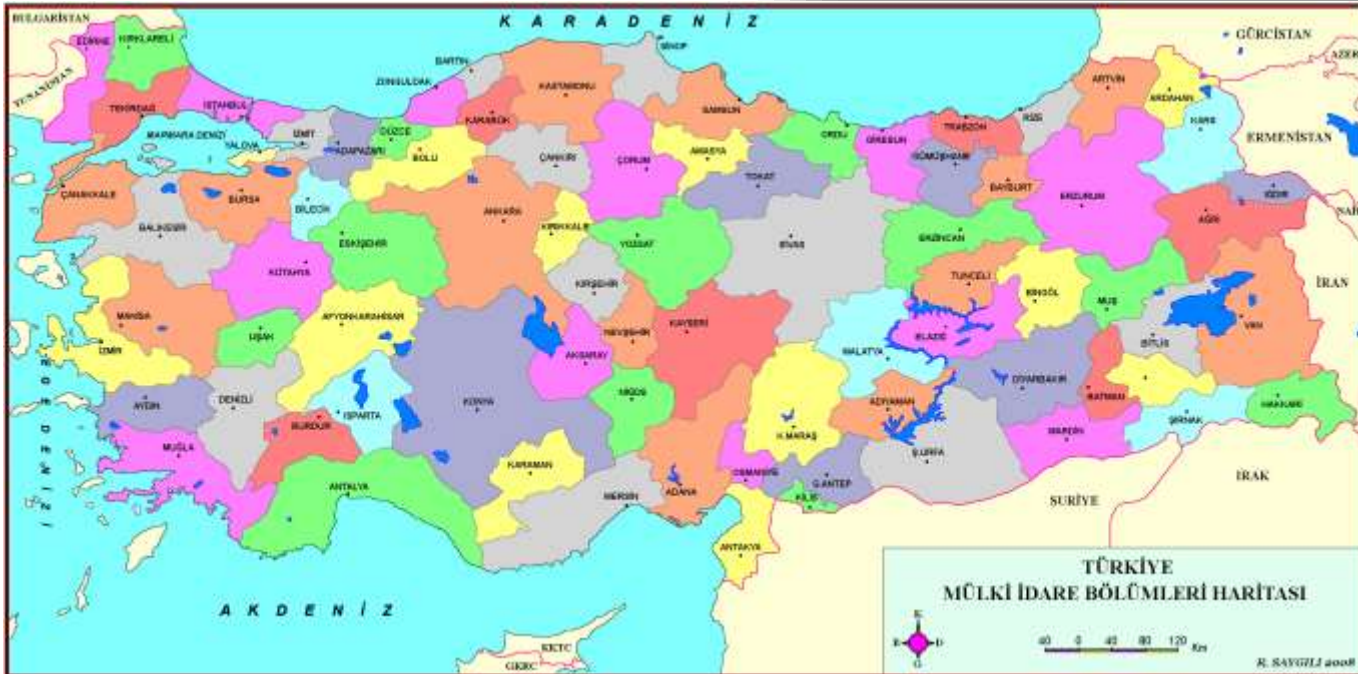 BULGARİSTAN
KARADENİZ
GÜRCİSTAN
EDİRNE
KIRKLARELİ
BARTIN
SİNOP
AZER
YUNANİSTAN
ZONGULDAK
KASTAMONU
ARTVİN
ARDAHAN
TEKİRDAĞ
İSTANBUL
KARABÜK
SAMSUN
ORDU
GİRESUN
TRABZON
RİZE
KARS
ERMENİSTAN
MARMARA DENİZİ
YALOVA
İZMİT
ADAPAZARI
DÜZCE
BOLU
ÇANKIRI
ÇORUM
AMASYA
TOKAT
GÜMÜŞHANE
BAYBURT
ERZURUM
IĞDIR
ÇANAKKALE
BURSA
BİLECİK
ANKARA
AĞRI
BALIKESİR
ESKİŞEHİR
KIRIKKALE
YOZGAT
SİVAS
ERZİNCAN
KÜTAHYA
KIRŞEHİR
TUNCELİ
BİNGÖL
MUŞ
İRAN
MANİSA
UŞAK
AFYONKARAHİSAR
NEVŞEHİR
KAYSERİ
ELAZIĞ
VAN
İZMİR
AKSARAY
MALATYA
BİTLİS
AYDIN
DENİZLİ
ISPARTA
KONYA
NİĞDE
ADIYAMAN
DİYARBAKIR
BATMAN
HAKKARİ
BURDUR
MUĞLA
K.MARAŞ
MARDİN
ŞIRNAK
KARAMAN
OSMANİYE
G.ANTEP
Ş.URFA
ANTALYA
MERSİN
ADANA
KİLİS
SURİYE
IRAK
ANTAKYA
EGE DENİZİ
AKDENİZ
KKTC
GKRC
TÜRKİYE
MÜLKİ İDARE BÖLÜMLERİ HARİTASI
K
B D
G
40 0 40 80 120 Km
R. SAYGILI 2008